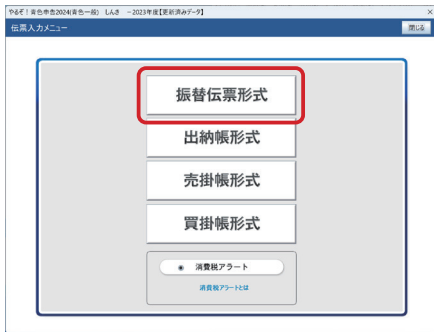 やるぞ！青色申告2024(青色一般) しんき －2023年度【更新済みデータ】
伝票入力メニュー
閉じる
振替伝票形式
出納帳形式
売掛帳形式
買掛帳形式
消費税アラート
消費税アラートとは